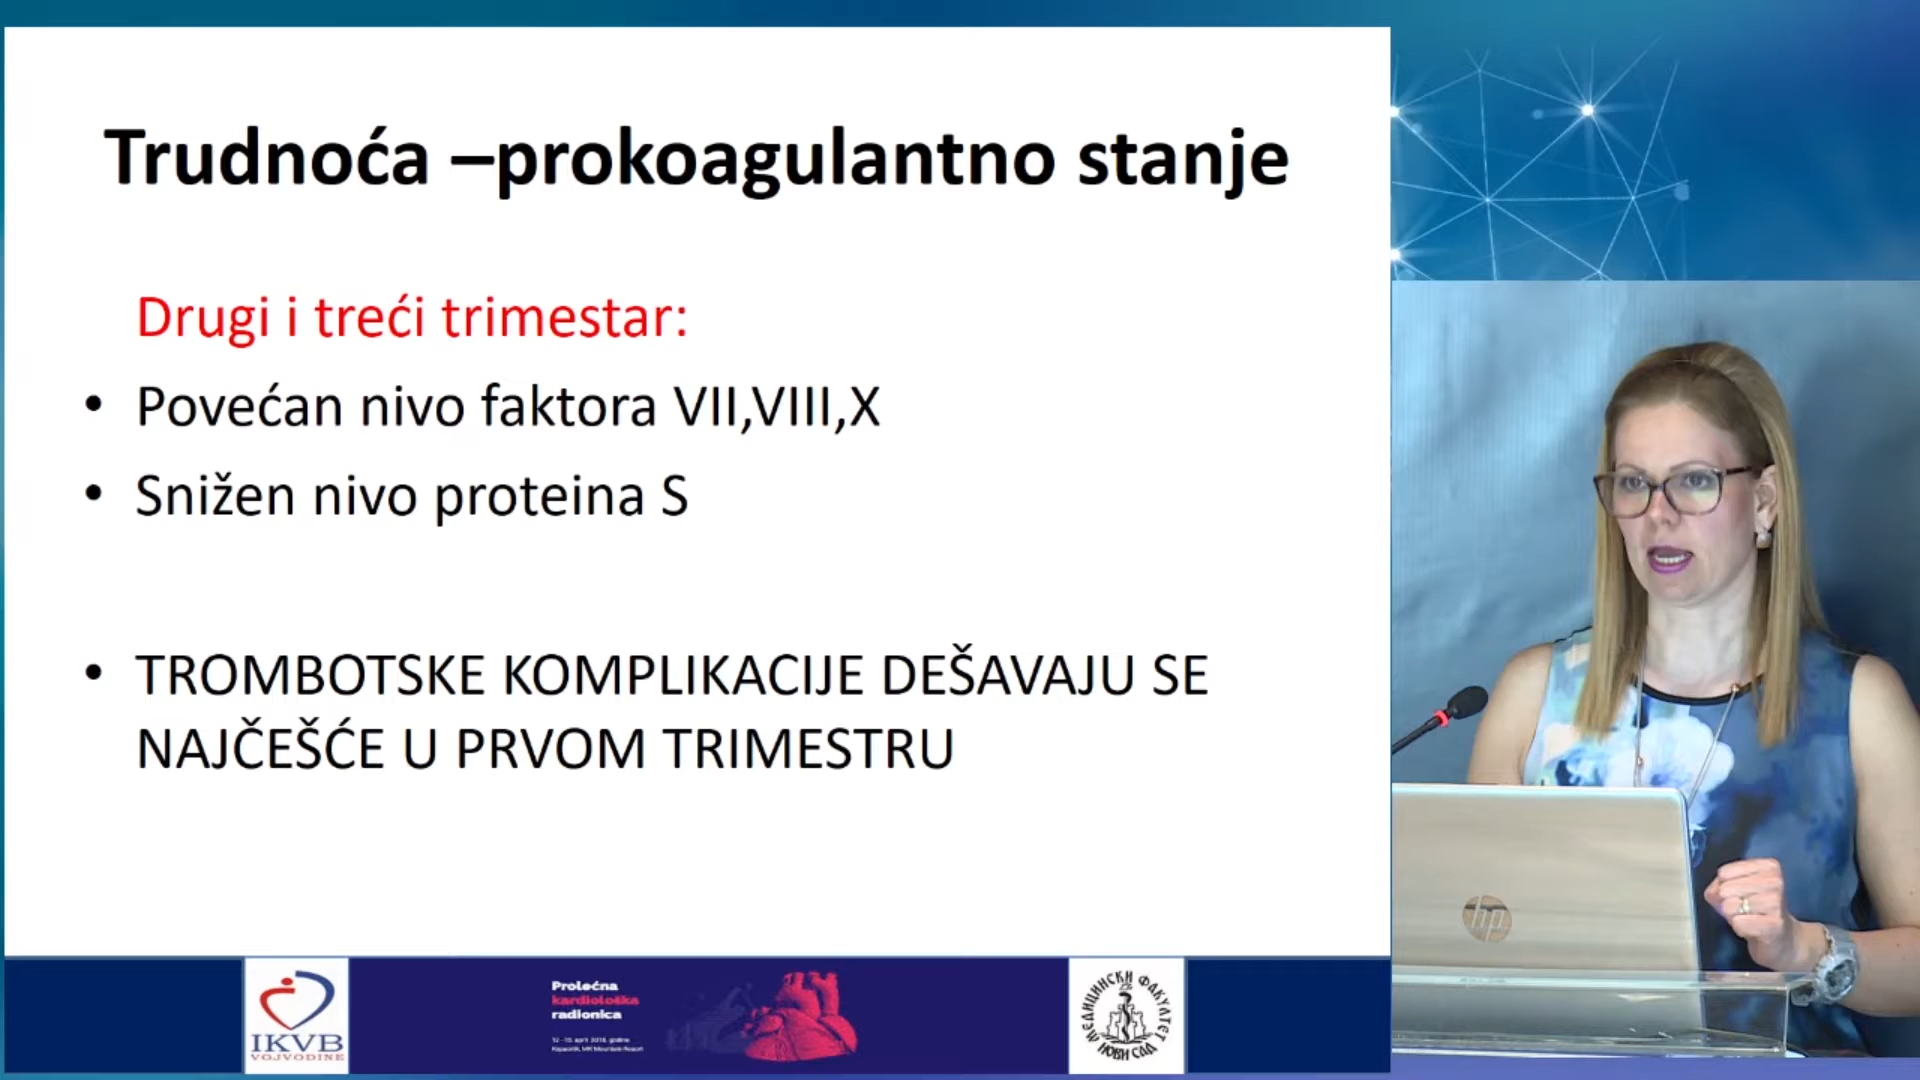 Trudnoća –prokoagulantno stanje
Drugi i treći trimestar:
• Povećan nivo faktora VII,VIII,X
• Snižen nivo proteina S
• TROMBOTSKE KOMPLIKACIJE DEŠAVAJU SE
NAJČEŠĆE U PRVOM TRIMESTRU
IKVB
VOJVODINE
Prolećna
kardiološka
radionica
МЕДИЦИНСКИ ФАКУЛТЕТ
НОВИ САД
hp